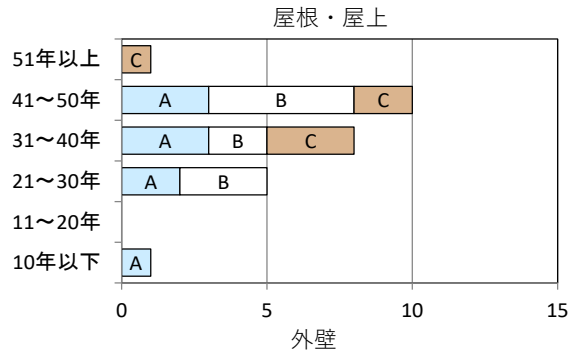 屋根・屋上
51年以上
C
41～50年
A B C
31～40年
A B C
21～30年
A B
11～20年
10年以下
A
0 5 10 15
外壁